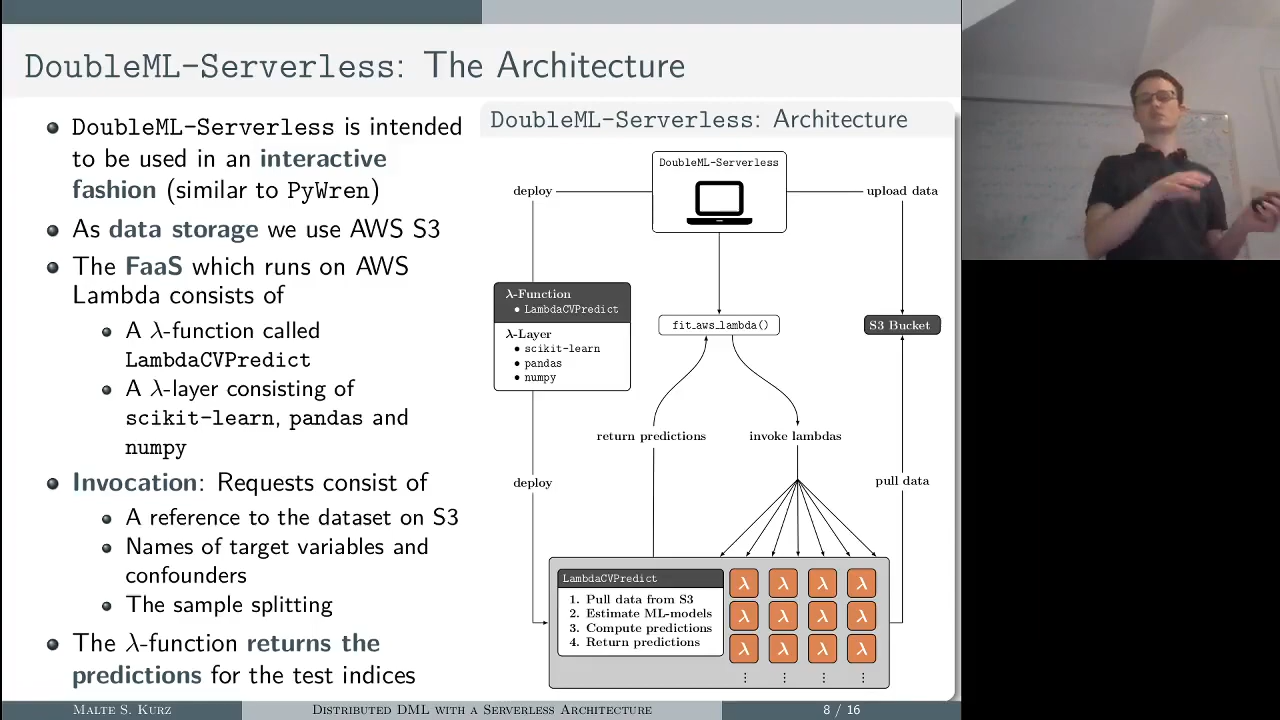 DoubleML-Serverless: The Architecture
DoubleML-Serverless is intended
to be used in an interactive
fashion (similar to PyWren)
As data storage we use AWS S3
The FaaS which runs on AWS
Lambda consists of
A λ-function called
LambdaCVPredict
A λ-layer consisting of
scikit-learn, pandas and
numpy
Invocation: Requests consist of
A reference to the dataset on S3
Names of target variables and
confounders
The sample splitting
The λ-function returns the
predictions for the test indices
DoubleML-Serverless: Architecture
DoubleML-Serverless
deploy
upload data
λ-Function
LambdaCVPredict
λ-Layer
scikit-learn
pandas
numpy
fit_aws_lambda()
S3 Bucket
return predictions
invoke lambdas
deploy
pull data
LambdaCVPredict
1. Pull data from S3
2. Estimate ML-models
3. Compute predictions
4. Return predictions
λ λ λ λ
λ λ λ λ
λ λ λ λ
⋮ ⋮ ⋮ ⋮
Malte S. Kurz
Distributed DML with a Serverless Architecture
8 / 16